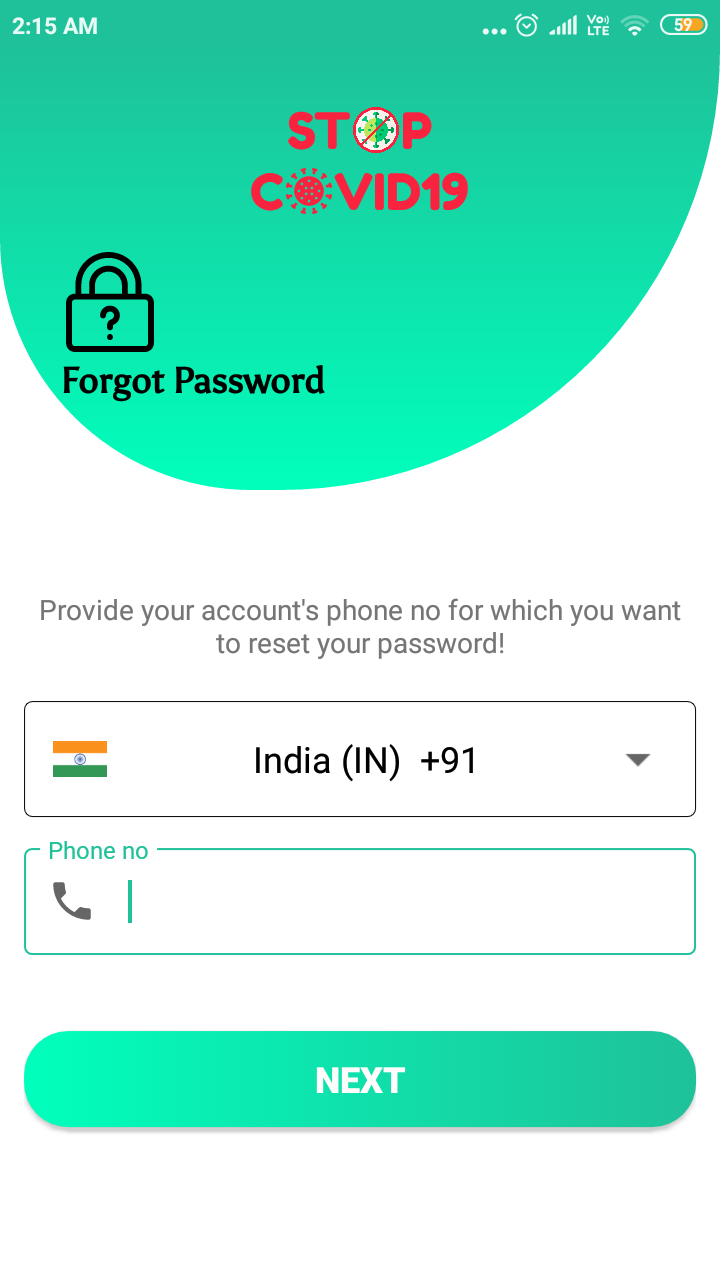 2:15 AM
Vo)) LTE
59
STOP
COVID19
?
Forgot Password
Provide your account's phone no for which you want
to reset your password!
India (IN) +91
Phone no
NEXT